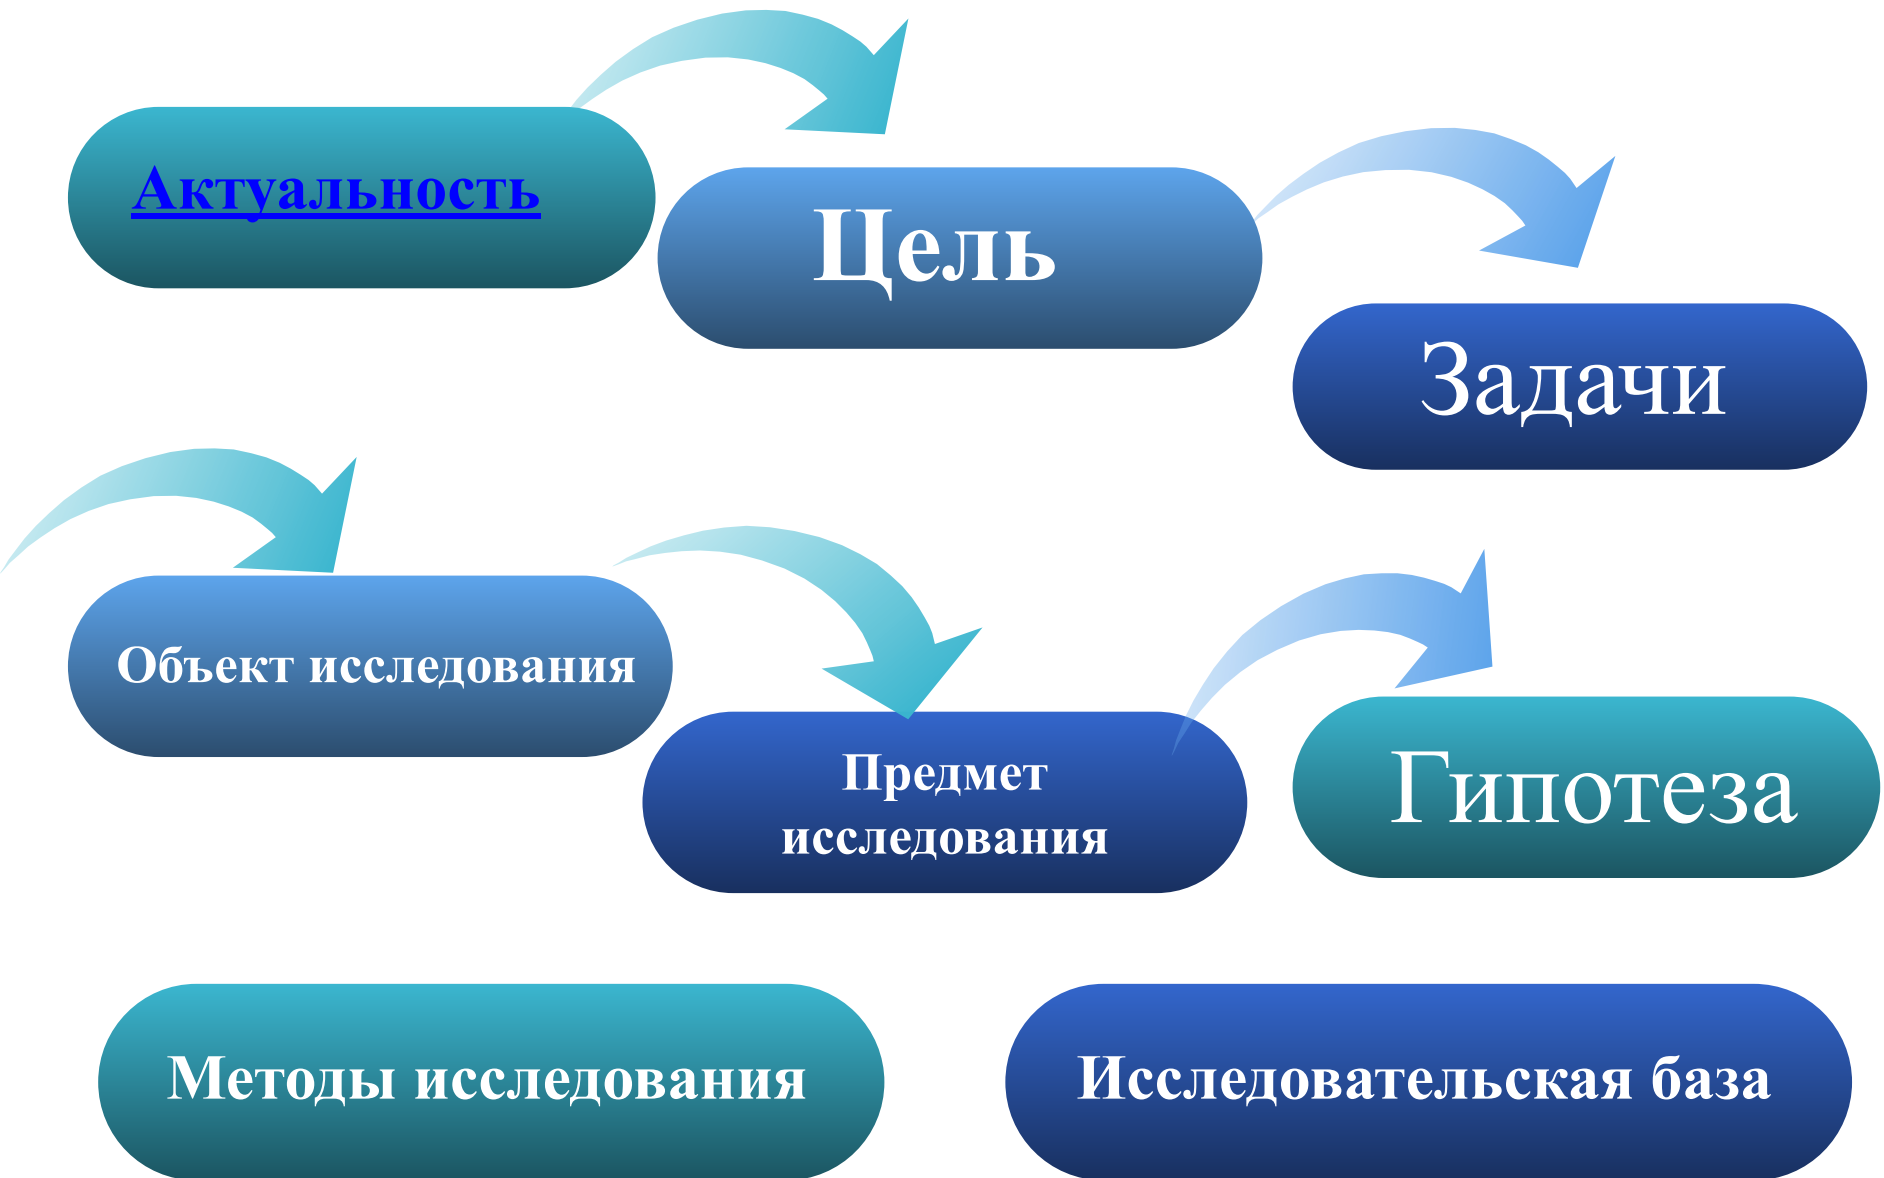 Актуальность
Цель
Задачи
Объект исследования
Предмет
исследования
Гипотеза
Методы исследования
Исследовательская база